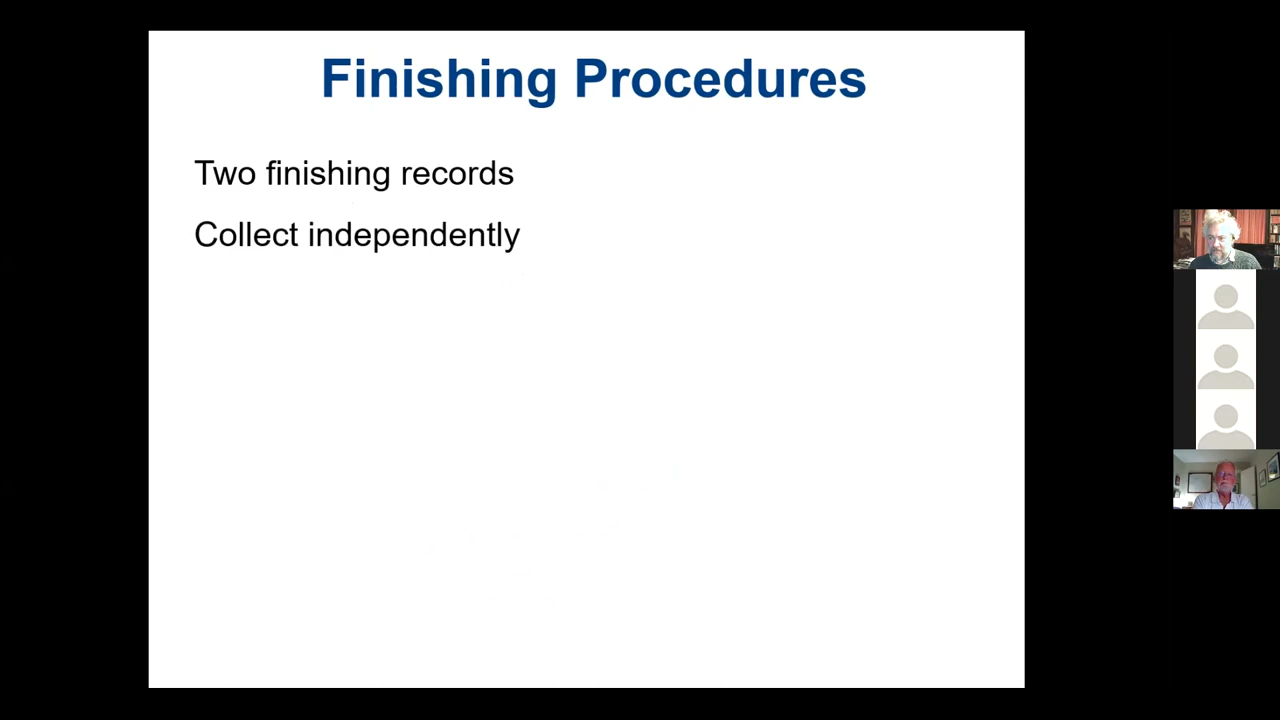 Finishing Procedures
Two finishing records
Collect independently